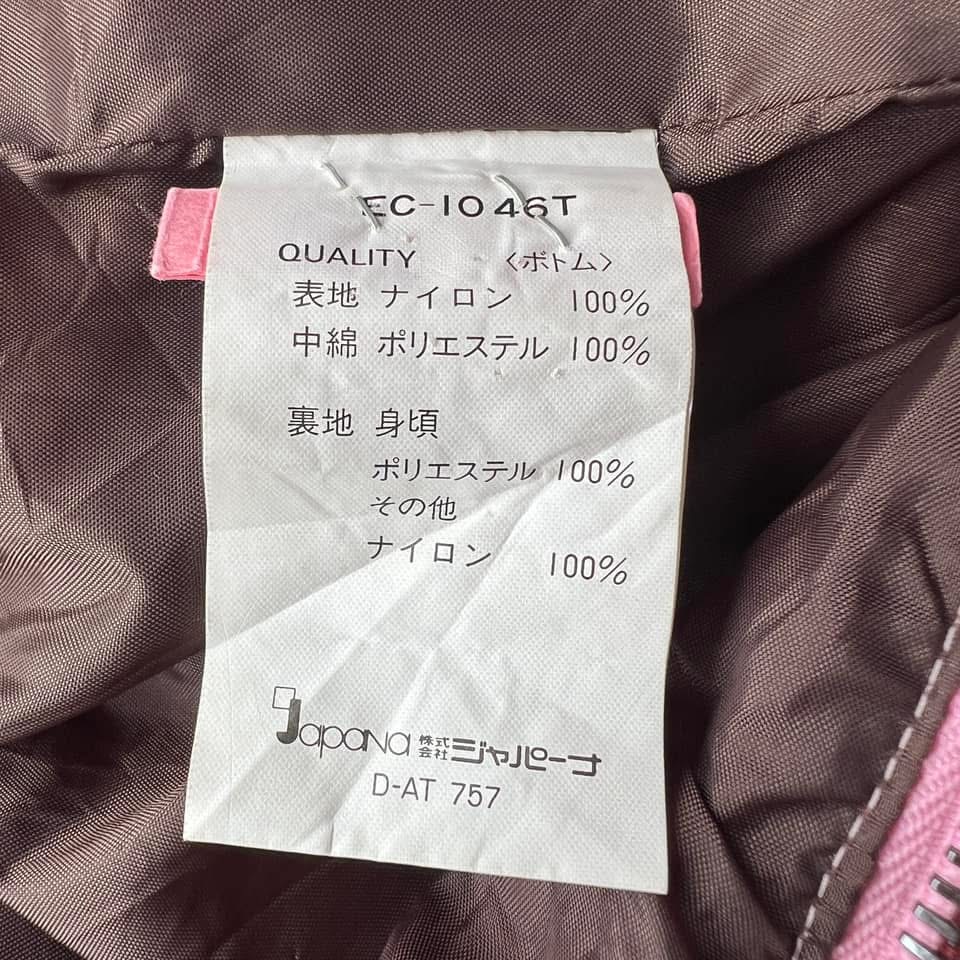 EC-1046T
QUALITY 〈ボトム〉
表地 ナイロン 100%
中綿 ポリエステル 100%
裏地 身頃
ポリエステル 100%
その他
ナイロン 100%
Japana 株式会社 ジャパーナ
D-AT 757